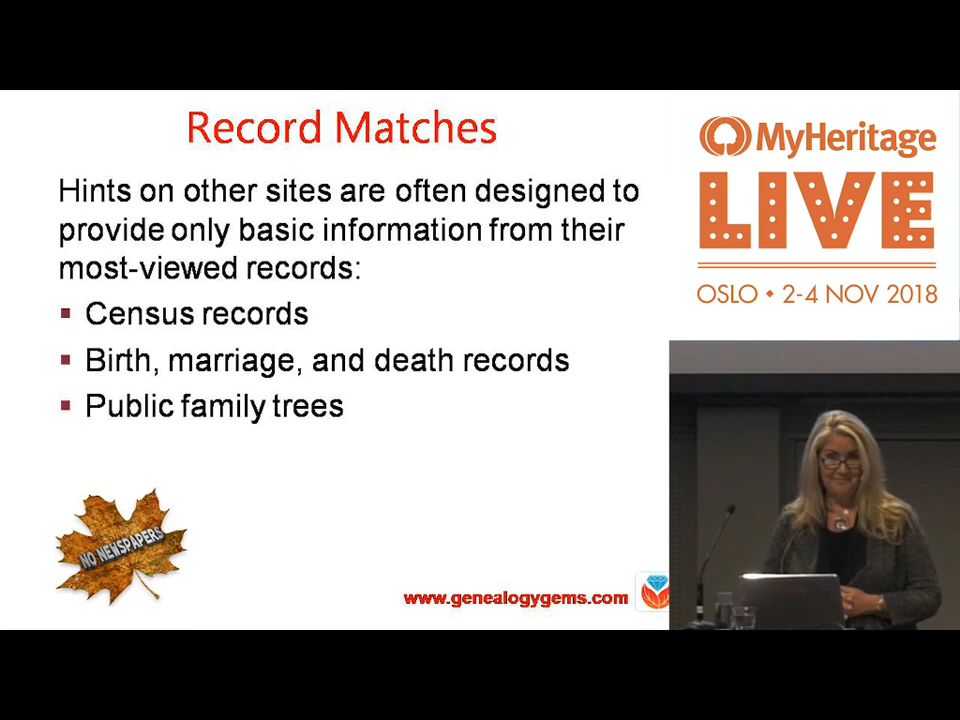 Record Matches
Hints on other sites are often designed to
provide only basic information from their
most-viewed records:
▪ Census records
▪ Birth, marriage, and death records
▪ Public family trees
NO NEWSPAPERS
www.genealogygems.com
MyHeritage
LIVE
OSLO • 2-4 NOV 2018